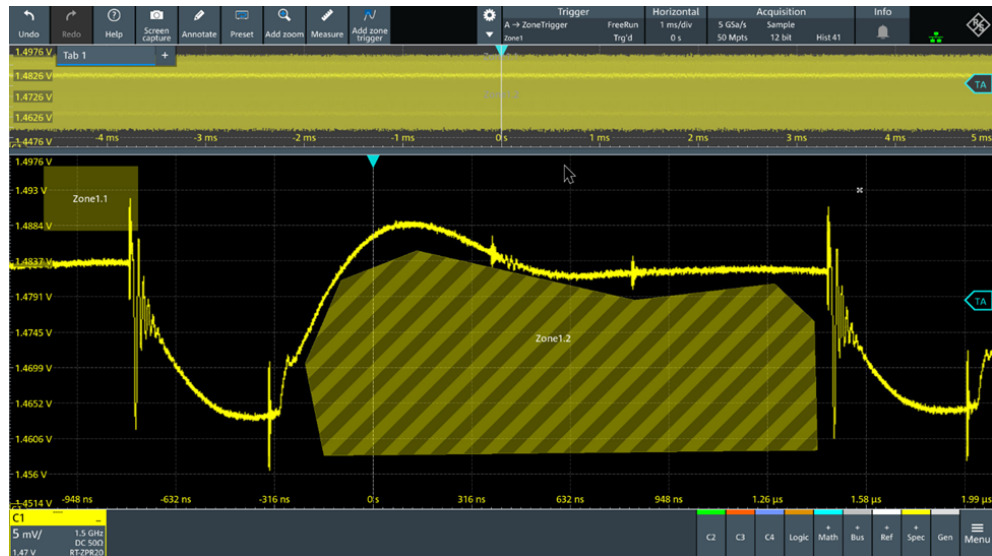 Undo
Redo
Help
Screen capture
Annotate
Preset
Add zoom
Measure
Add zone trigger
Trigger
A → ZoneTrigger FreeRun
Zone1 Trg'd
Horizontal
1 ms/div
0 s
Acquisition
5 GSa/s Sample
50 Mpts 12 bit Hist 41
Info
Tab 1 +
1.4976 V
1.4826 V
1.4726 V
1.4626 V
1.4476 V
TA
-4 ms -3 ms -2 ms -1 ms 0 s 1 ms 2 ms 3 ms 4 ms 5 ms
1.4976 V
1.493 V
Zone1.1
1.4884 V
1.4837 V
1.4791 V
TA
1.4745 V
Zone1.2
1.4699 V
1.4652 V
1.4606 V
1.456 V
1.4514 V
-948 ns -632 ns -316 ns 0 s 316 ns 632 ns 948 ns 1.26 µs 1.58 µs 1.99 µs
C1
5 mV/ 1.5 GHz
DC 50Ω
1.47 V RT-ZPR20
C2 C3 C4 Logic Math Bus Ref Spec Gen Menu